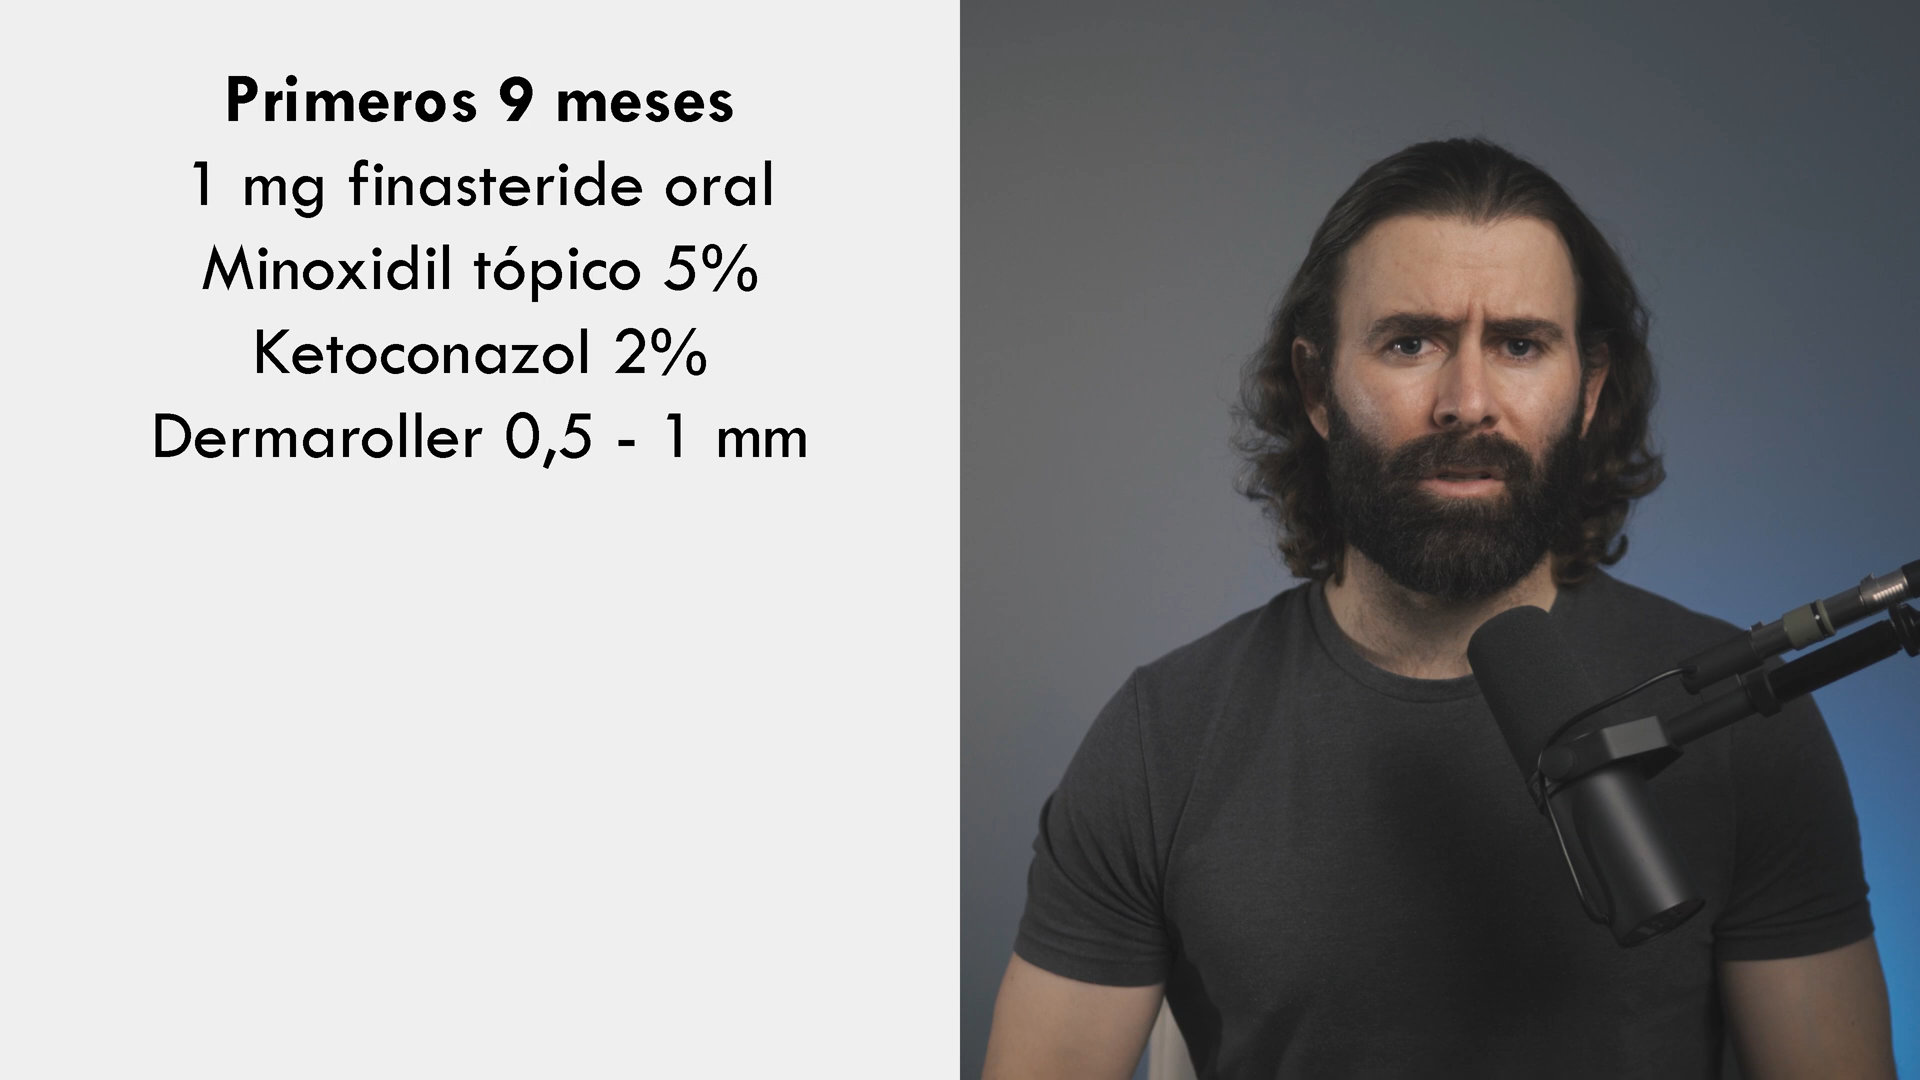 Primeros 9 meses
1 mg finasteride oral
Minoxidil tópico 5%
Ketoconazol 2%
Dermaroller 0,5 - 1 mm